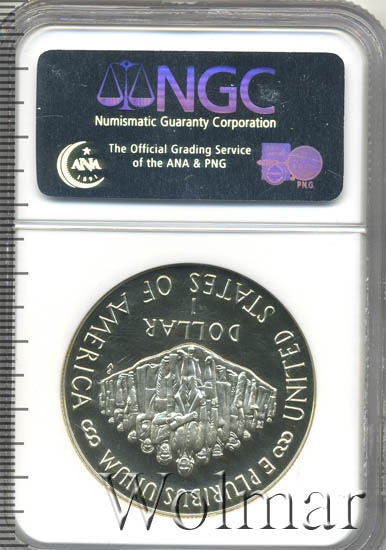 NGC
Numismatic Guaranty Corporation
The Official Grading Service
of the ANA & PNG
ANA
1891
P.N.G.
UNITED STATES OF AMERICA
DOLLAR
1
E PLURIBUS UNUM
Wolmar